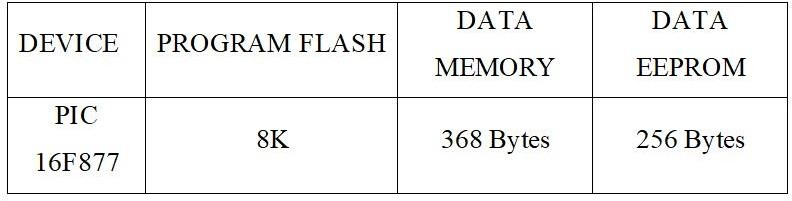 DEVICE
PROGRAM FLASH
DATA
MEMORY
DATA
EEPROM
PIC
16F877
8K
368 Bytes
256 Bytes